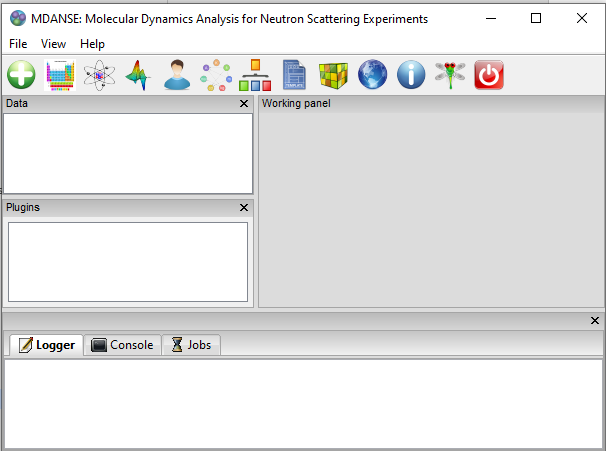 MDANSE: Molecular Dynamics Analysis for Neutron Scattering Experiments
File View Help
Data
Working panel
Plugins
Logger Console Jobs